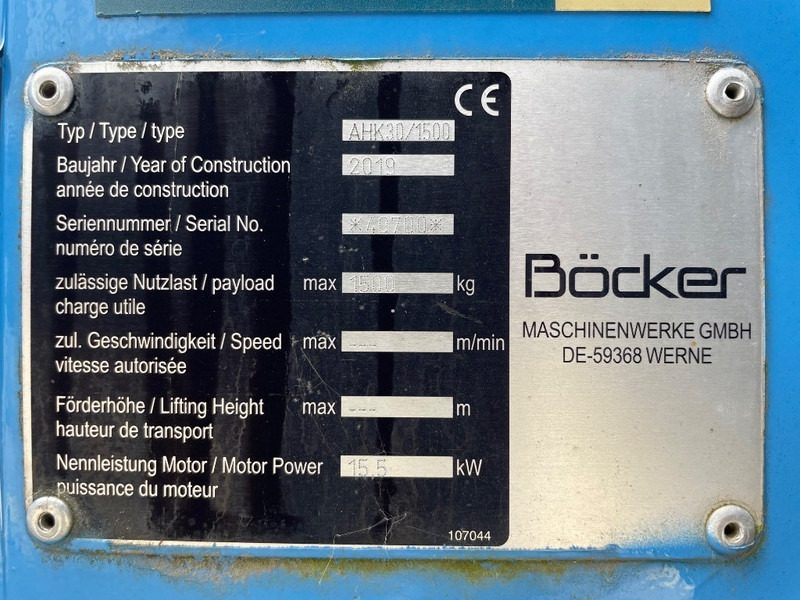 CE
Typ / Type / type AHK30/1500
Baujahr / Year of Construction 2019
année de construction
Seriennummer / Serial No.
numéro de série
zulässige Nutzlast / payload max 1500 kg
charge utile
zul. Geschwindigkeit / Speed max --- m/min
vitesse autorisée
Förderhöhe / Lifting Height max --- m
hauteur de transport
Nennleistung Motor / Motor Power 15.5 kW
puissance du moteur
107044
Böcker
MASCHINENWERKE GMBH
DE-59368 WERNE